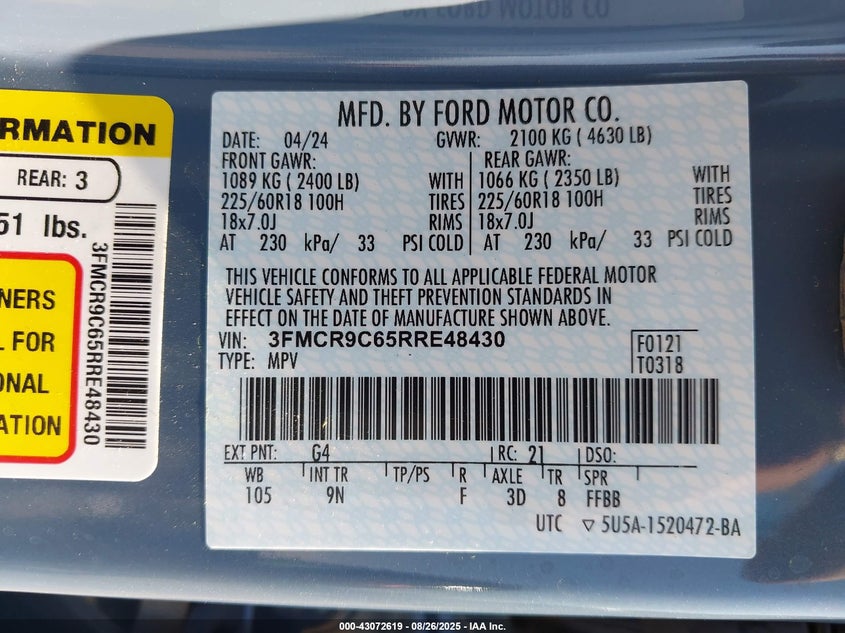 DX FORD MOTOR CO
RMATION
REAR: 3
51 lbs.
3FMCR9C65RRE48430
NERS
L FOR
ONAL
ATION
MFD. BY FORD MOTOR CO.
DATE: 04/24 GVWR: 2100 KG ( 4630 LB)
FRONT GAWR: REAR GAWR:
1089 KG ( 2400 LB) WITH 1066 KG ( 2350 LB) WITH
225/60R18 100H TIRES 225/60R18 100H TIRES
18x7.0J RIMS 18x7.0J RIMS
AT 230 kPa/ 33 PSI COLD AT 230 kPa/ 33 PSI COLD
THIS VEHICLE CONFORMS TO ALL APPLICABLE FEDERAL MOTOR
VEHICLE SAFETY AND THEFT PREVENTION STANDARDS IN
EFFECT ON THE DATE OF MANUFACTURE SHOWN ABOVE.
VIN: 3FMCR9C65RRE48430 F0121
TYPE: MPV T0318
EXT PNT: G4 RC: 21 DSO:
WB INT TR TP/PS R AXLE TR SPR
105 9N F 3D 8 FFBB
UTC ▽ 5U5A-1520472-BA
000-43072619 - 08/26/2025 - IAA Inc.